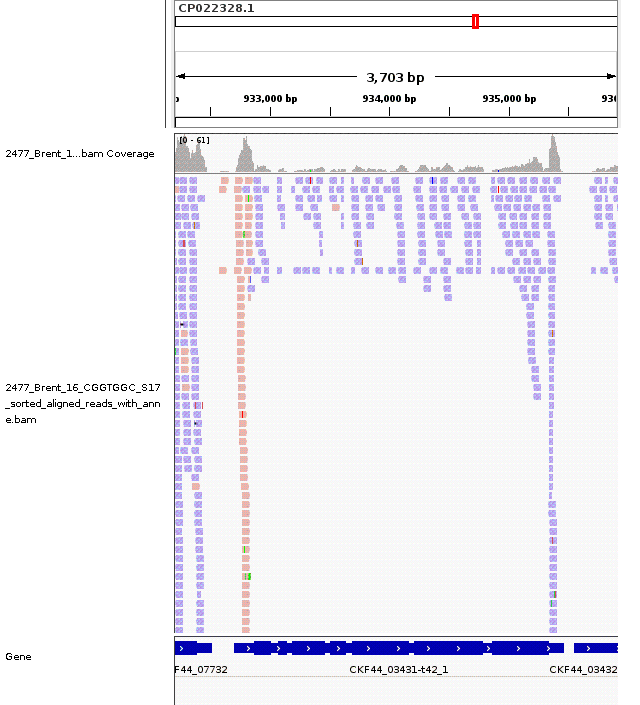 CP022328.1
3,703 bp
933,000 bp 934,000 bp 935,000 bp 930
[0 - 61]
2477_Brent_1...bam Coverage
2477_Brent_16_CGGTGGC_S17
_sorted_aligned_reads_with_ann
e.bam
Gene
F44_07732 CKF44_03431-t42_1 CKF44_03432